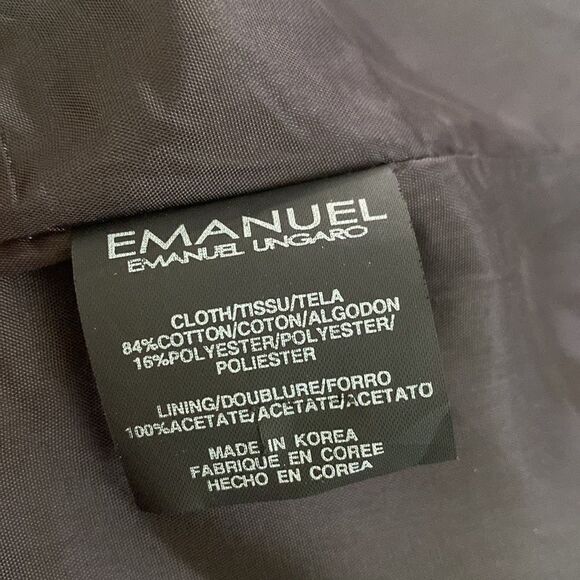 EMANUEL
EMANUEL UNGARO
CLOTH/TISSU/TELA
84%COTTON/COTON/ALGODON
16%POLYESTER/POLYESTER/
POLIESTER
LINING/DOUBLURE/FORRO
100%ACETATE/ACETATE/ACETATO
MADE IN KOREA
FABRIQUE EN COREE
HECHO EN COREA